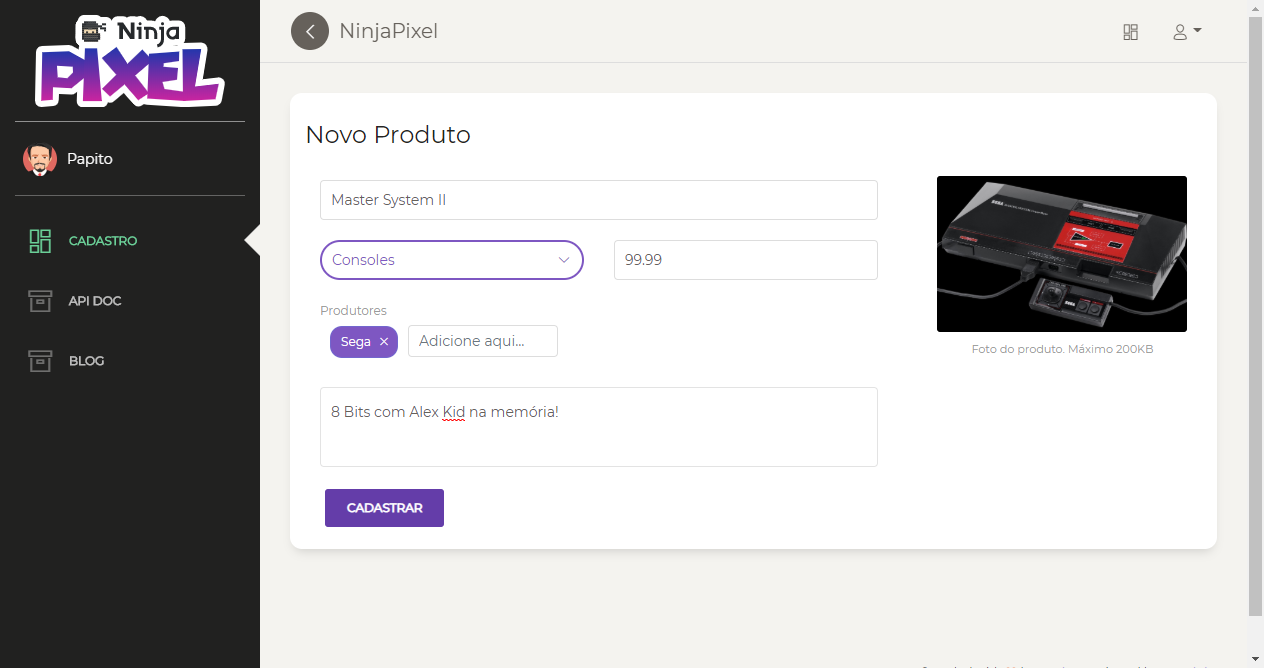 Ninja
PIXEL
Papito
CADASTRO
API DOC
BLOG
NinjaPixel
Novo Produto
Master System II
Consoles
99.99
Produtores
Sega ×
Adicione aqui...
8 Bits com Alex Kid na memória!
CADASTRAR
SEGA
Foto do produto. Máximo 200KB